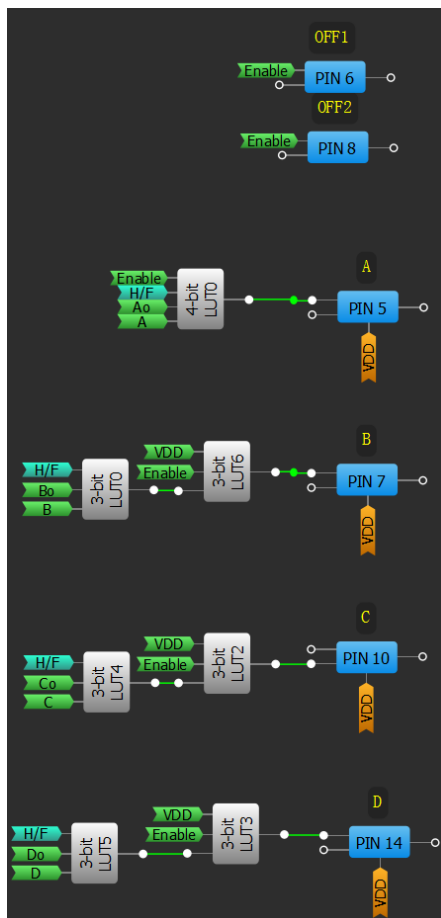 OFF1
Enable
PIN 6
OFF2
Enable
PIN 8
A
Enable
H/F
Ao
A
4-bit
LUT0
PIN 5
VDD
B
VDD
Enable
3-bit
LUT6
H/F
Bo
B
3-bit
LUT0
PIN 7
VDD
C
VDD
Enable
3-bit
LUT2
H/F
Co
C
3-bit
LUT4
PIN 10
VDD
D
VDD
Enable
3-bit
LUT3
H/F
Do
D
3-bit
LUT5
PIN 14
VDD